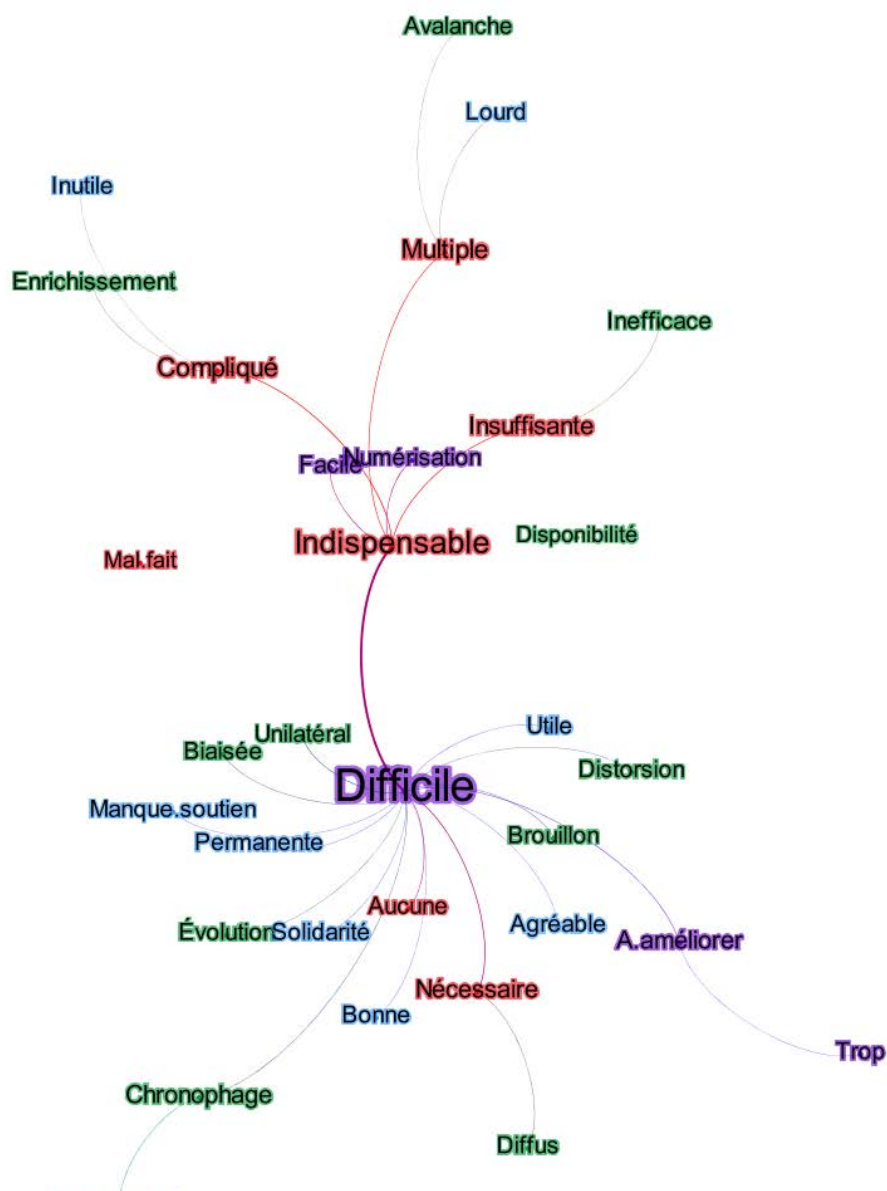 Avalanche
Lourd
Inutile
Multiple
Enrichissement
Inefficace
Compliqué
Insuffisante
Facile
Numérisation
Indispensable
Disponibilité
Mal.fait
Utile
Unilatéral
Biaisée
Distorsion
Difficile
Manque.soutien
Brouillon
Permanente
Aucune
Agréable
Évolution
Solidarité
A.améliorer
Nécessaire
Bonne
Trop
Chronophage
Diffus